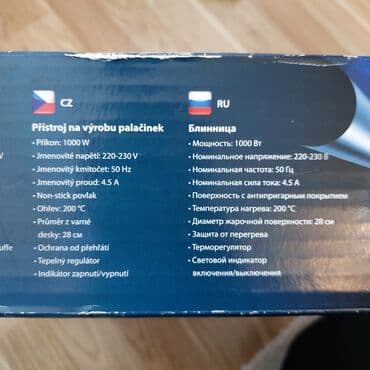 CZ
Přístroj na výrobu palačinek
• Příkon: 1000 W
• Jmenovité napětí: 220-230 V
• Jmenovitý kmitočet: 50 Hz
• Jmenovitý proud: 4.5 A
• Non-stick povlak
• Ohřev: 200 °C
• Průměr z varné
desky: 28 см
• Ochrana od přehřátí
• Tepelný regulátor
• Indikátor zapnutí/vypnutí
RU
Блинница
• Мощность: 1000 Вт
• Номинальное напряжение: 220-230 В
• Номинальная частота: 50 Гц
• Номинальная сила тока: 4.5 А
• Поверхность с антипригарным покрытием
• Температура нагрева: 200 °C
• Диаметр жарочной поверхности: 28 см
• Защита от перегрева
• Терморегулятор
• Световой индикатор
включения/выключения